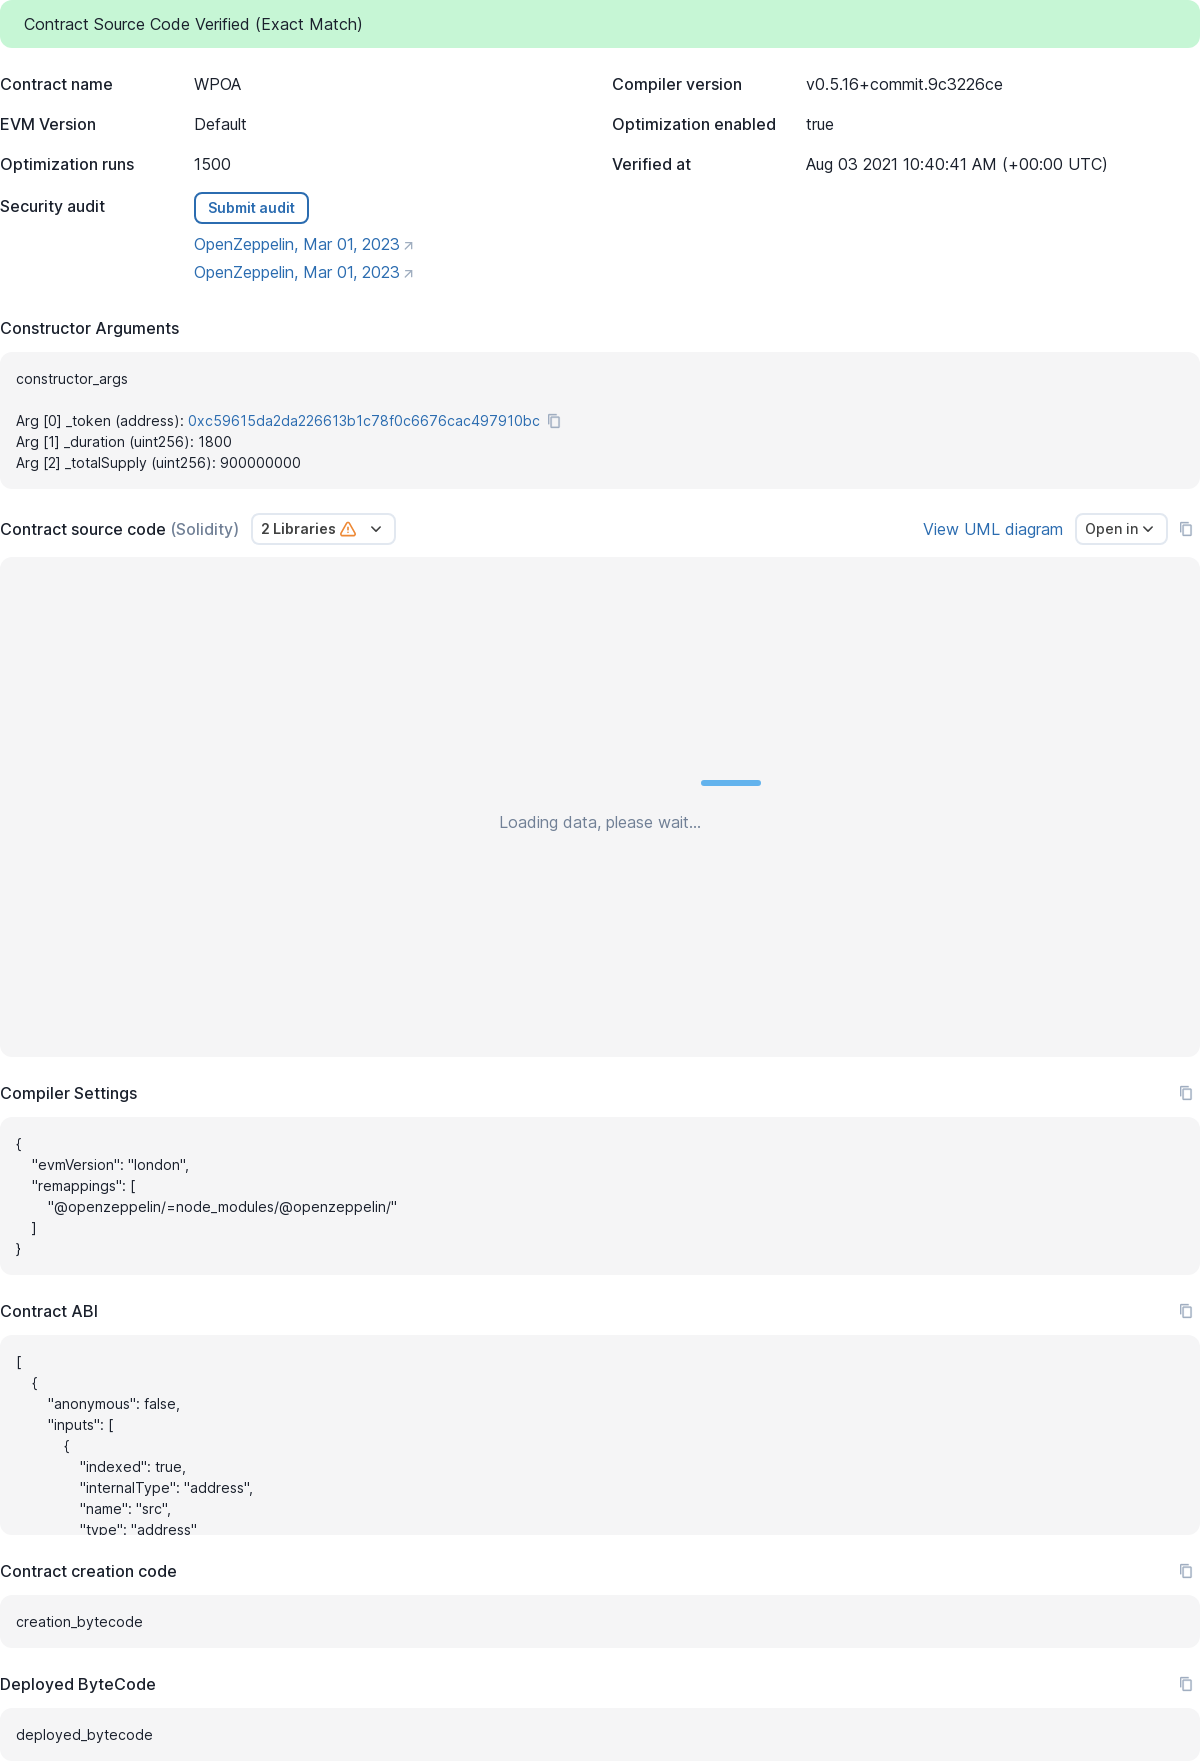 Contract Source Code Verified (Exact Match)
Contract name WPOA Compiler version v0.5.16+commit.9c3226ce
EVM Version Default Optimization enabled true
Optimization runs 1500 Verified at Aug 03 2021 10:40:41 AM (+00:00 UTC)
Security audit Submit audit
OpenZeppelin, Mar 01, 2023
OpenZeppelin, Mar 01, 2023
Constructor Arguments
constructor_args
Arg [0] _token (address): 0xc59615da2da226613b1c78f0c6676cac497910bc
Arg [1] _duration (uint256): 1800
Arg [2] _totalSupply (uint256): 900000000
Contract source code (Solidity) 2 Libraries View UML diagram Open in
Loading data, please wait...
Compiler Settings
{
    "evmVersion": "london",
    "remappings": [
        "@openzeppelin/=node_modules/@openzeppelin/"
    ]
}
Contract ABI
[
    {
        "anonymous": false,
        "inputs": [
            {
                "indexed": true,
                "internalType": "address",
                "name": "src",
                "type": "address"
Contract creation code
creation_bytecode
Deployed ByteCode
deployed_bytecode